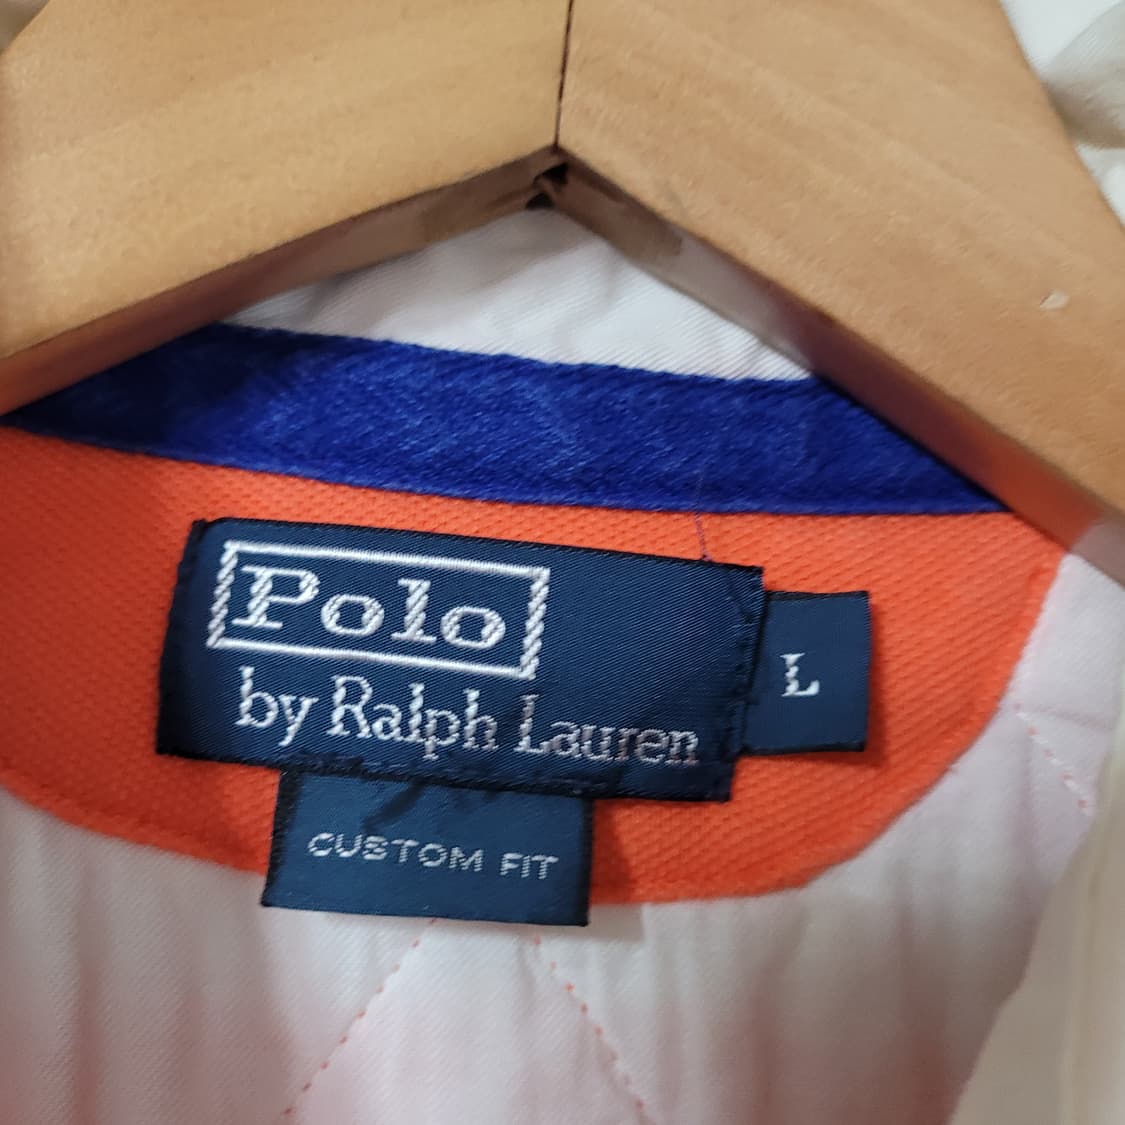 Polo
by Ralph Lauren
L
CUSTOM FIT